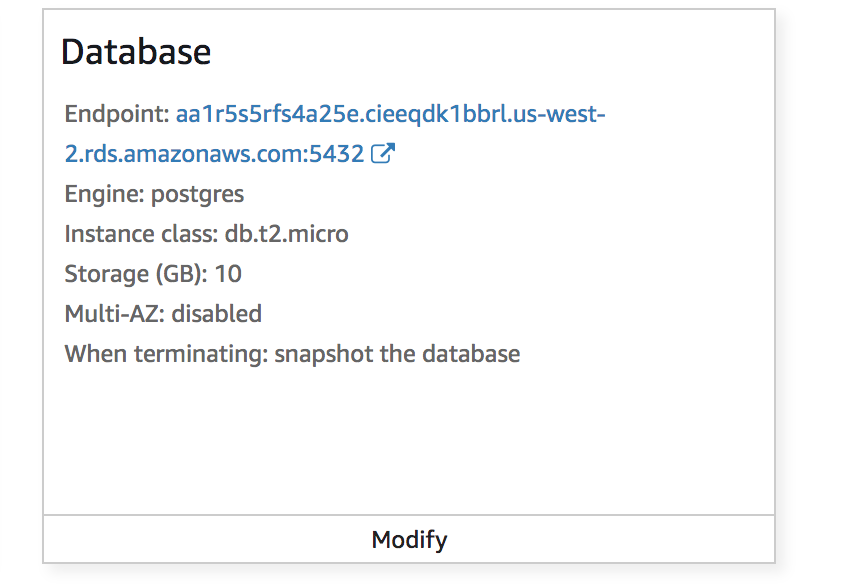 Database
Endpoint: aa1r5s5rfs4a25e.cieeqdk1bbrl.us-west-
2.rds.amazonaws.com:5432
Engine: postgres
Instance class: db.t2.micro
Storage (GB): 10
Multi-AZ: disabled
When terminating: snapshot the database
Modify